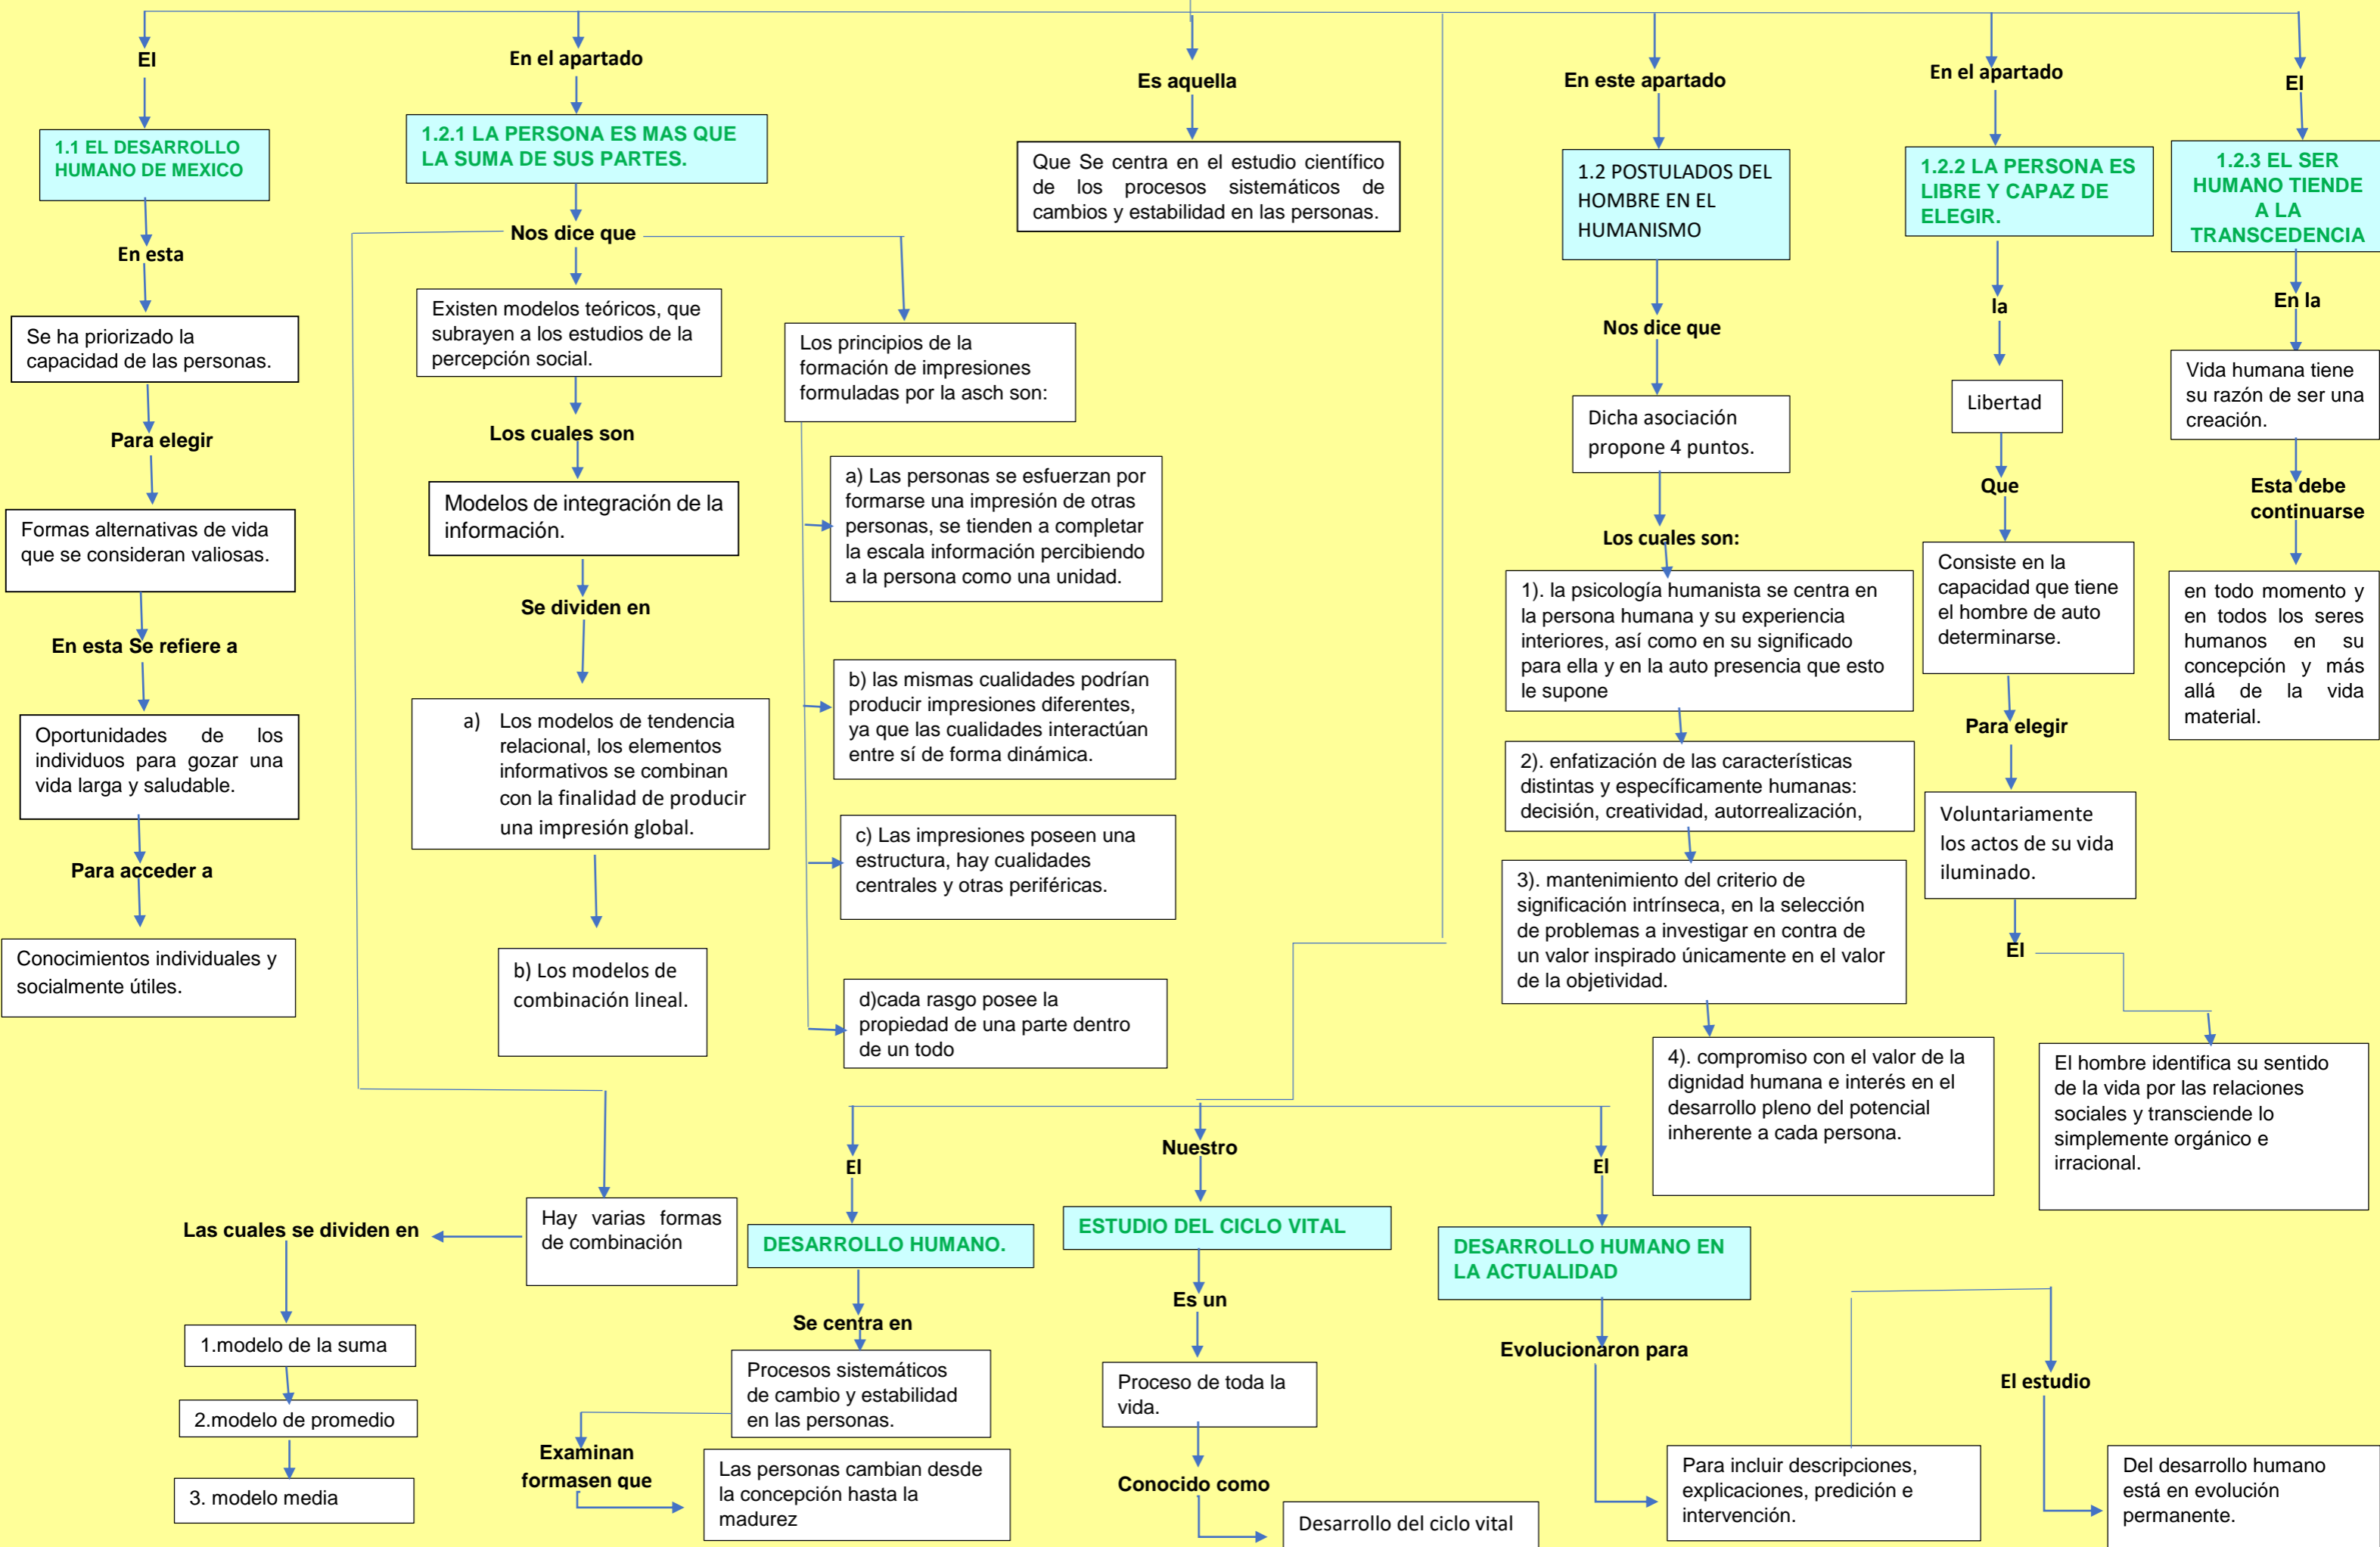 El
1.1 EL DESARROLLO
HUMANO DE MEXICO
En esta
Se ha priorizado la
capacidad de las personas.
Para elegir
Formas alternativas de vida
que se consideran valiosas.
En esta Se refiere a
Oportunidades de los
individuos para gozar una
vida larga y saludable.
Para acceder a
Conocimientos individuales y
socialmente útiles.
En el apartado
1.2.1 LA PERSONA ES MAS QUE
LA SUMA DE SUS PARTES.
Nos dice que
Existen modelos teóricos, que
subrayen a los estudios de la
percepción social.
Los cuales son
Modelos de integración de la
información.
Se dividen en
a) Los modelos de tendencia
relacional, los elementos
informativos se combinan
con la finalidad de producir
una impresión global.
b) Los modelos de
combinación lineal.
Los principios de la
formación de impresiones
formuladas por la asch son:
a) Las personas se esfuerzan por
formarse una impresión de otras
personas, se tienden a completar
la escala información percibiendo
a la persona como una unidad.
b) las mismas cualidades podrían
producir impresiones diferentes,
ya que las cualidades interactúan
entre sí de forma dinámica.
c) Las impresiones poseen una
estructura, hay cualidades
centrales y otras periféricas.
d)cada rasgo posee la
propiedad de una parte dentro
de un todo
Hay varias formas
de combinación
Las cuales se dividen en
1.modelo de la suma
2.modelo de promedio
3. modelo media
Es aquella
Que Se centra en el estudio científico
de los procesos sistemáticos de
cambios y estabilidad en las personas.
El
DESARROLLO HUMANO.
Se centra en
Procesos sistemáticos
de cambio y estabilidad
en las personas.
Examinan
formasen que
Las personas cambian desde
la concepción hasta la
madurez
Nuestro
ESTUDIO DEL CICLO VITAL
Es un
Proceso de toda la
vida.
Conocido como
Desarrollo del ciclo vital
El
DESARROLLO HUMANO EN
LA ACTUALIDAD
Evolucionaron para
Para incluir descripciones,
explicaciones, predición e
intervención.
El estudio
Del desarrollo humano
está en evolución
permanente.
En este apartado
1.2 POSTULADOS DEL
HOMBRE EN EL
HUMANISMO
Nos dice que
Dicha asociación
propone 4 puntos.
Los cuales son:
1). la psicología humanista se centra en
la persona humana y su experiencia
interiores, así como en su significado
para ella y en la auto presencia que esto
le supone
2). enfatización de las características
distintas y específicamente humanas:
decisión, creatividad, autorrealización,
3). mantenimiento del criterio de
significación intrínseca, en la selección
de problemas a investigar en contra de
un valor inspirado únicamente en el valor
de la objetividad.
4). compromiso con el valor de la
dignidad humana e interés en el
desarrollo pleno del potencial
inherente a cada persona.
En el apartado
1.2.2 LA PERSONA ES
LIBRE Y CAPAZ DE
ELEGIR.
la
Libertad
Que
Consiste en la
capacidad que tiene
el hombre de auto
determinarse.
Para elegir
Voluntariamente
los actos de su vida
iluminado.
El
El hombre identifica su sentido
de la vida por las relaciones
sociales y transciende lo
simplemente orgánico e
irracional.
El
1.2.3 EL SER
HUMANO TIENDE
A LA
TRANSCEDENCIA
En la
Vida humana tiene
su razón de ser una
creación.
Esta debe
continuarse
en todo momento y
en todos los seres
humanos en su
concepción y más
allá de la vida
material.